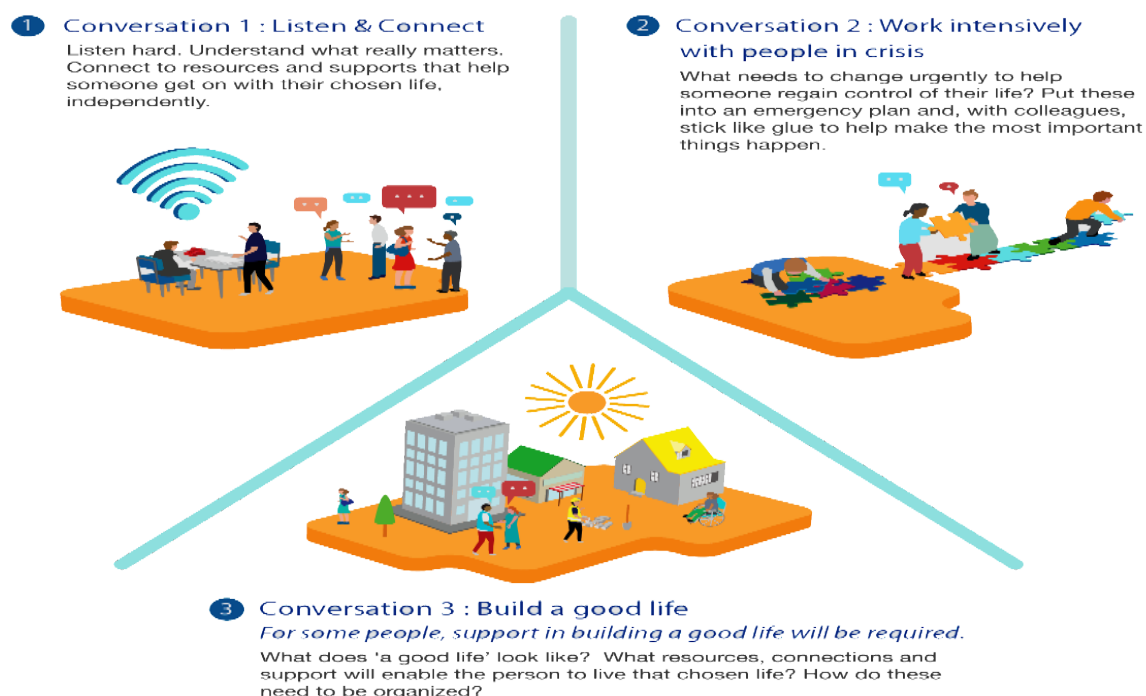 1 Conversation 1 : Listen & Connect
Listen hard. Understand what really matters.
Connect to resources and supports that help
someone get on with their chosen life,
independently.
2 Conversation 2 : Work intensively
with people in crisis
What needs to change urgently to help
someone regain control of their life? Put these
into an emergency plan and, with colleagues,
stick like glue to help make the most important
things happen.
3 Conversation 3 : Build a good life
For some people, support in building a good life will be required.
What does 'a good life' look like? What resources, connections and
support will enable the person to live that chosen life? How do these
need to be organized?